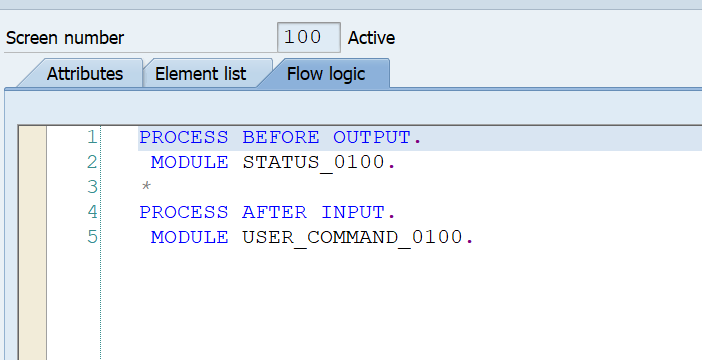 Screen number 100 Active
Attributes Element list Flow logic
1 PROCESS BEFORE OUTPUT.
2 MODULE STATUS_0100.
3 *
4 PROCESS AFTER INPUT.
5 MODULE USER_COMMAND_0100.